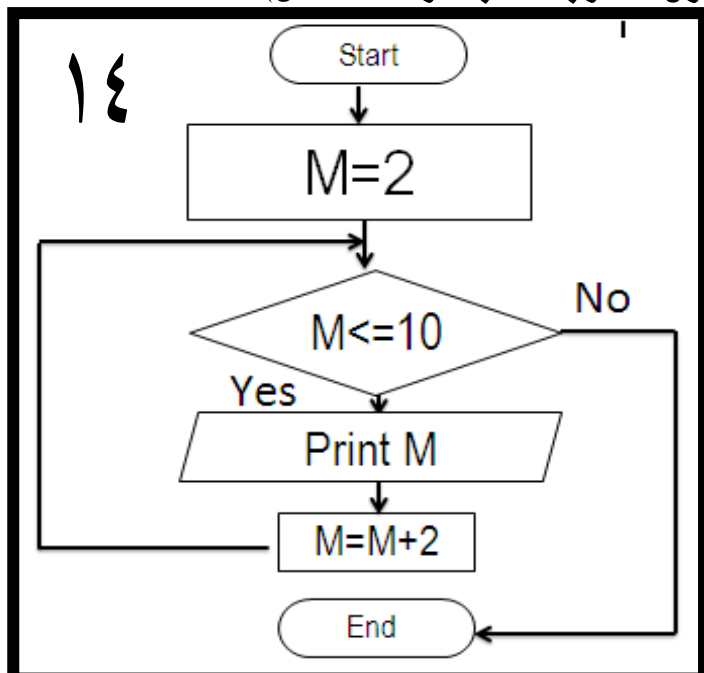 Start
١٤
M=2
M<=10
No
Yes
Print M
M=M+2
End